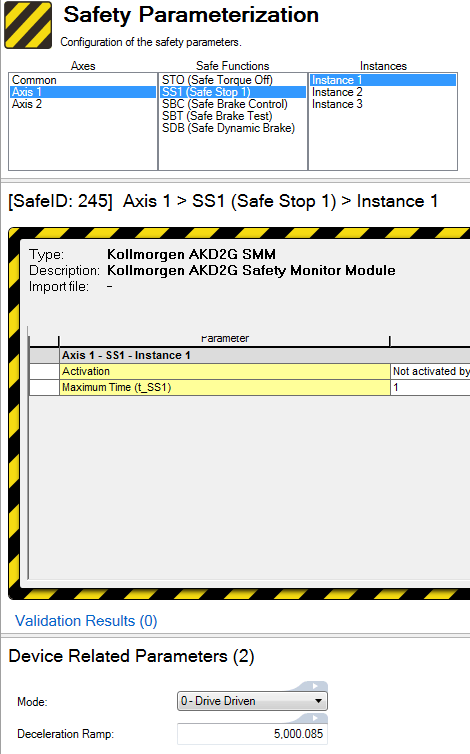 Safety Parameterization
Configuration of the safety parameters.
Axes Safe Functions Instances
Common STO (Safe Torque Off) Instance 1
Axis 1 SS1 (Safe Stop 1) Instance 2
Axis 2 SBC (Safe Brake Control) Instance 3
SBT (Safe Brake Test)
SDB (Safe Dynamic Brake)
[SafeID: 245] Axis 1 > SS1 (Safe Stop 1) > Instance 1
Type: Kollmorgen AKD2G SMM
Description: Kollmorgen AKD2G Safety Monitor Module
Import file: -
Parameter
Axis 1 - SS1 - Instance 1
Activation Not activated by
Maximum Time (t_SS1) 1
Validation Results (0)
Device Related Parameters (2)
Mode: 0 - Drive Driven
Deceleration Ramp: 5,000.085